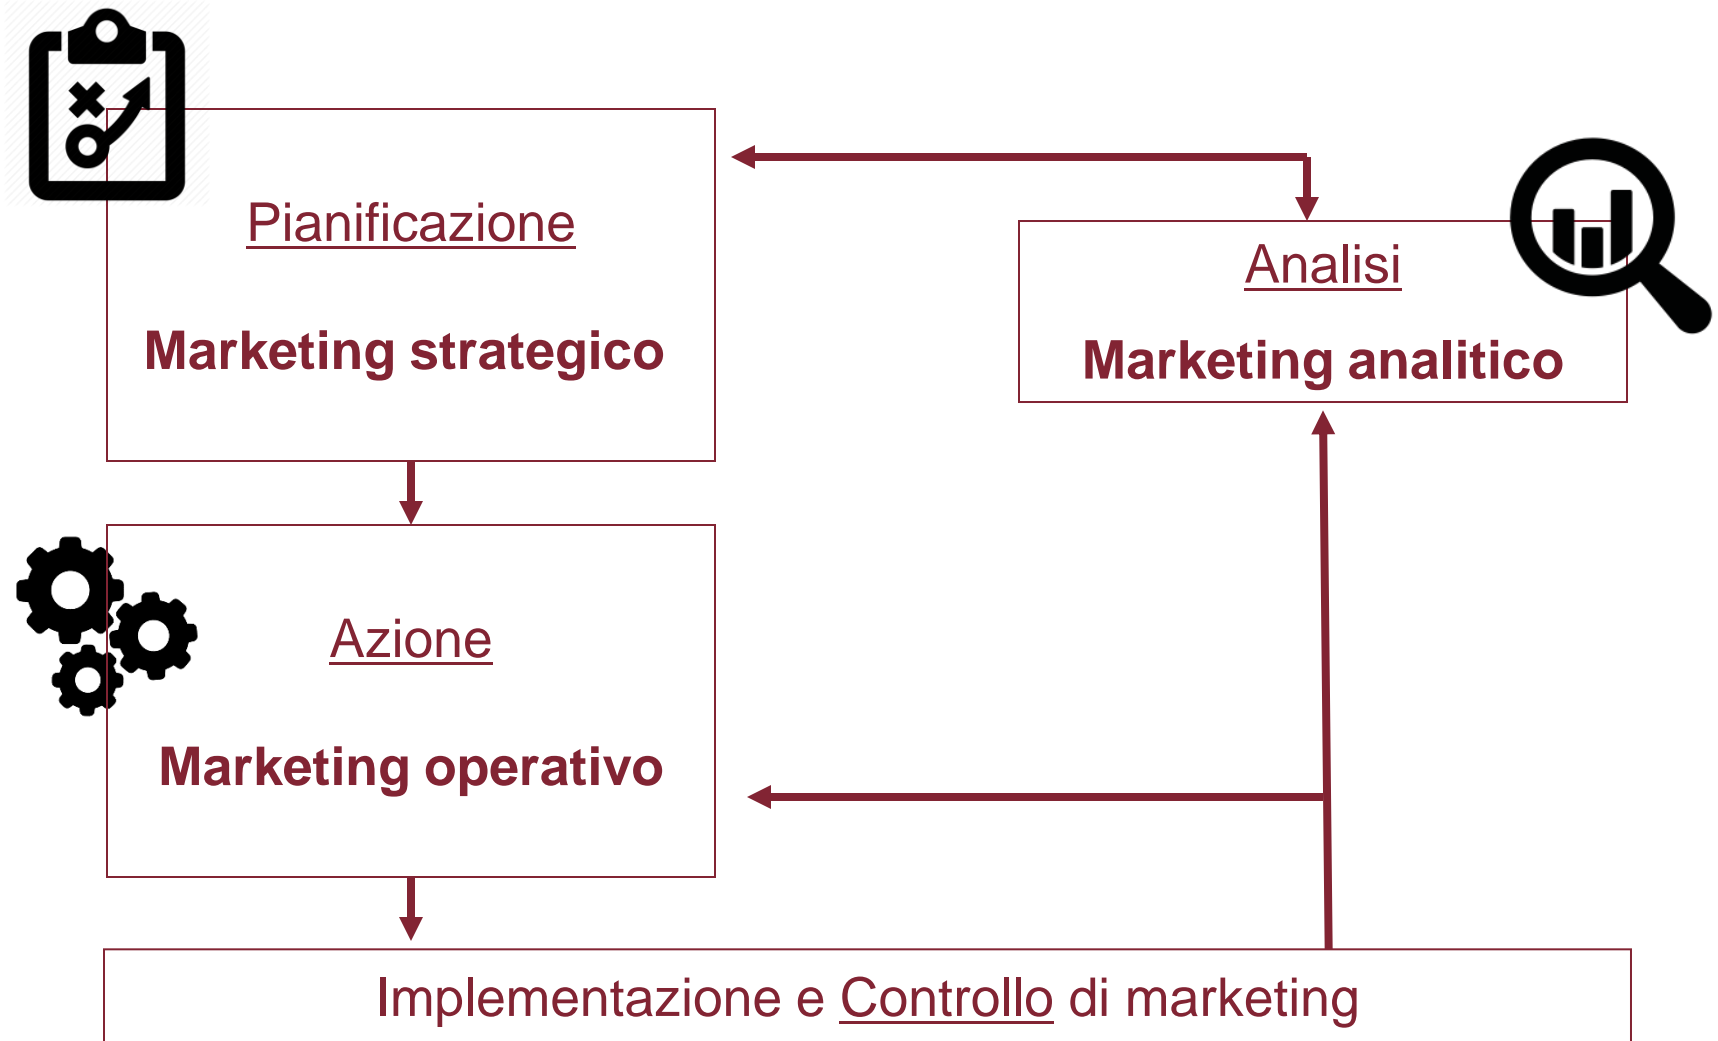 Pianificazione
Marketing strategico
Analisi
Marketing analitico
Azione
Marketing operativo
Implementazione e Controllo di marketing